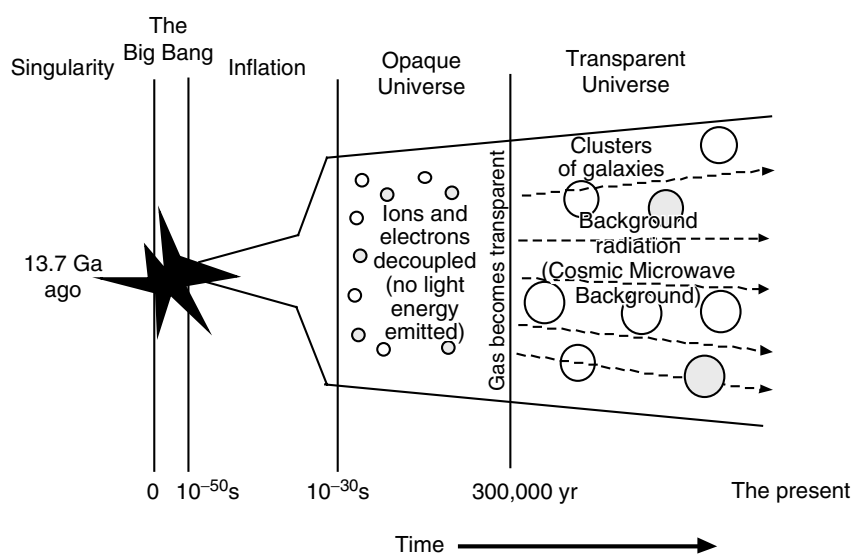 The
Big Bang
Singularity
Inflation
Opaque
Universe
Transparent
Universe
13.7 Ga
ago
Ions and
electrons
decoupled
(no light
energy
emitted)
Gas becomes transparent
Clusters
of galaxies
Background
radiation
(Cosmic Microwave
Background)
0
10⁻⁵⁰s
10⁻³⁰s
300,000 yr
The present
Time